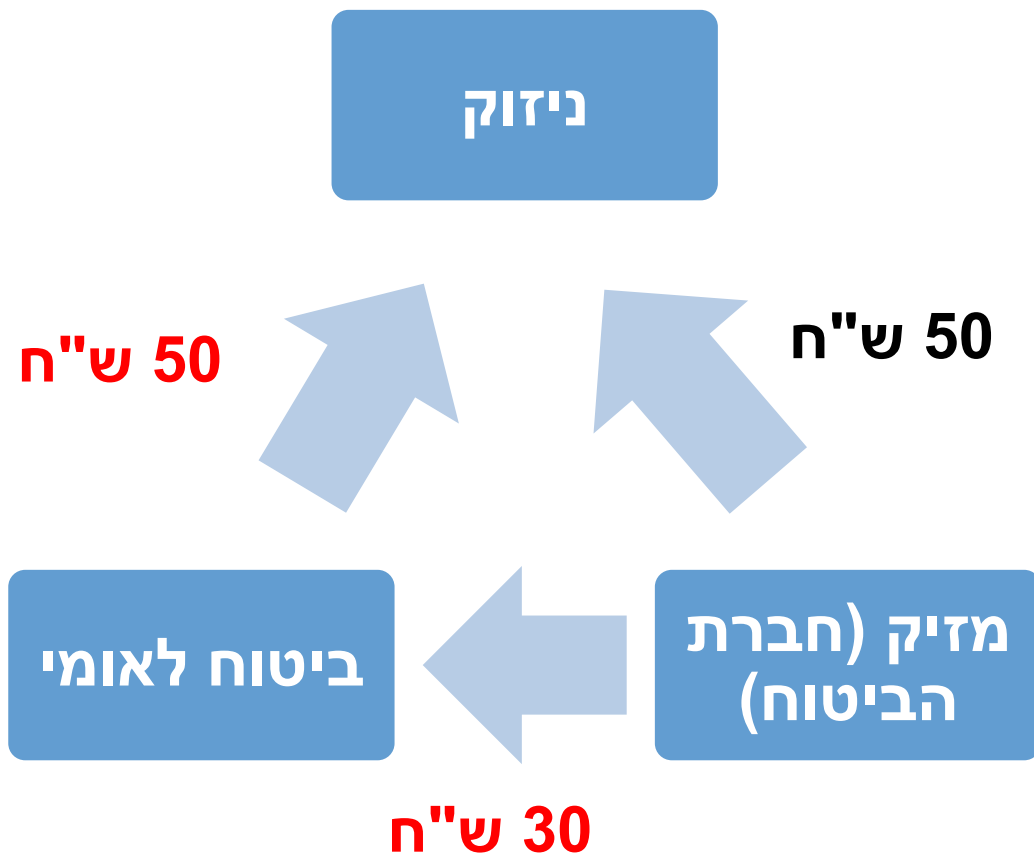 ניזוק
50 ש"ח
50 ש"ח
מזיק (חברת
הביטוח)
ביטוח לאומי
30 ש"ח